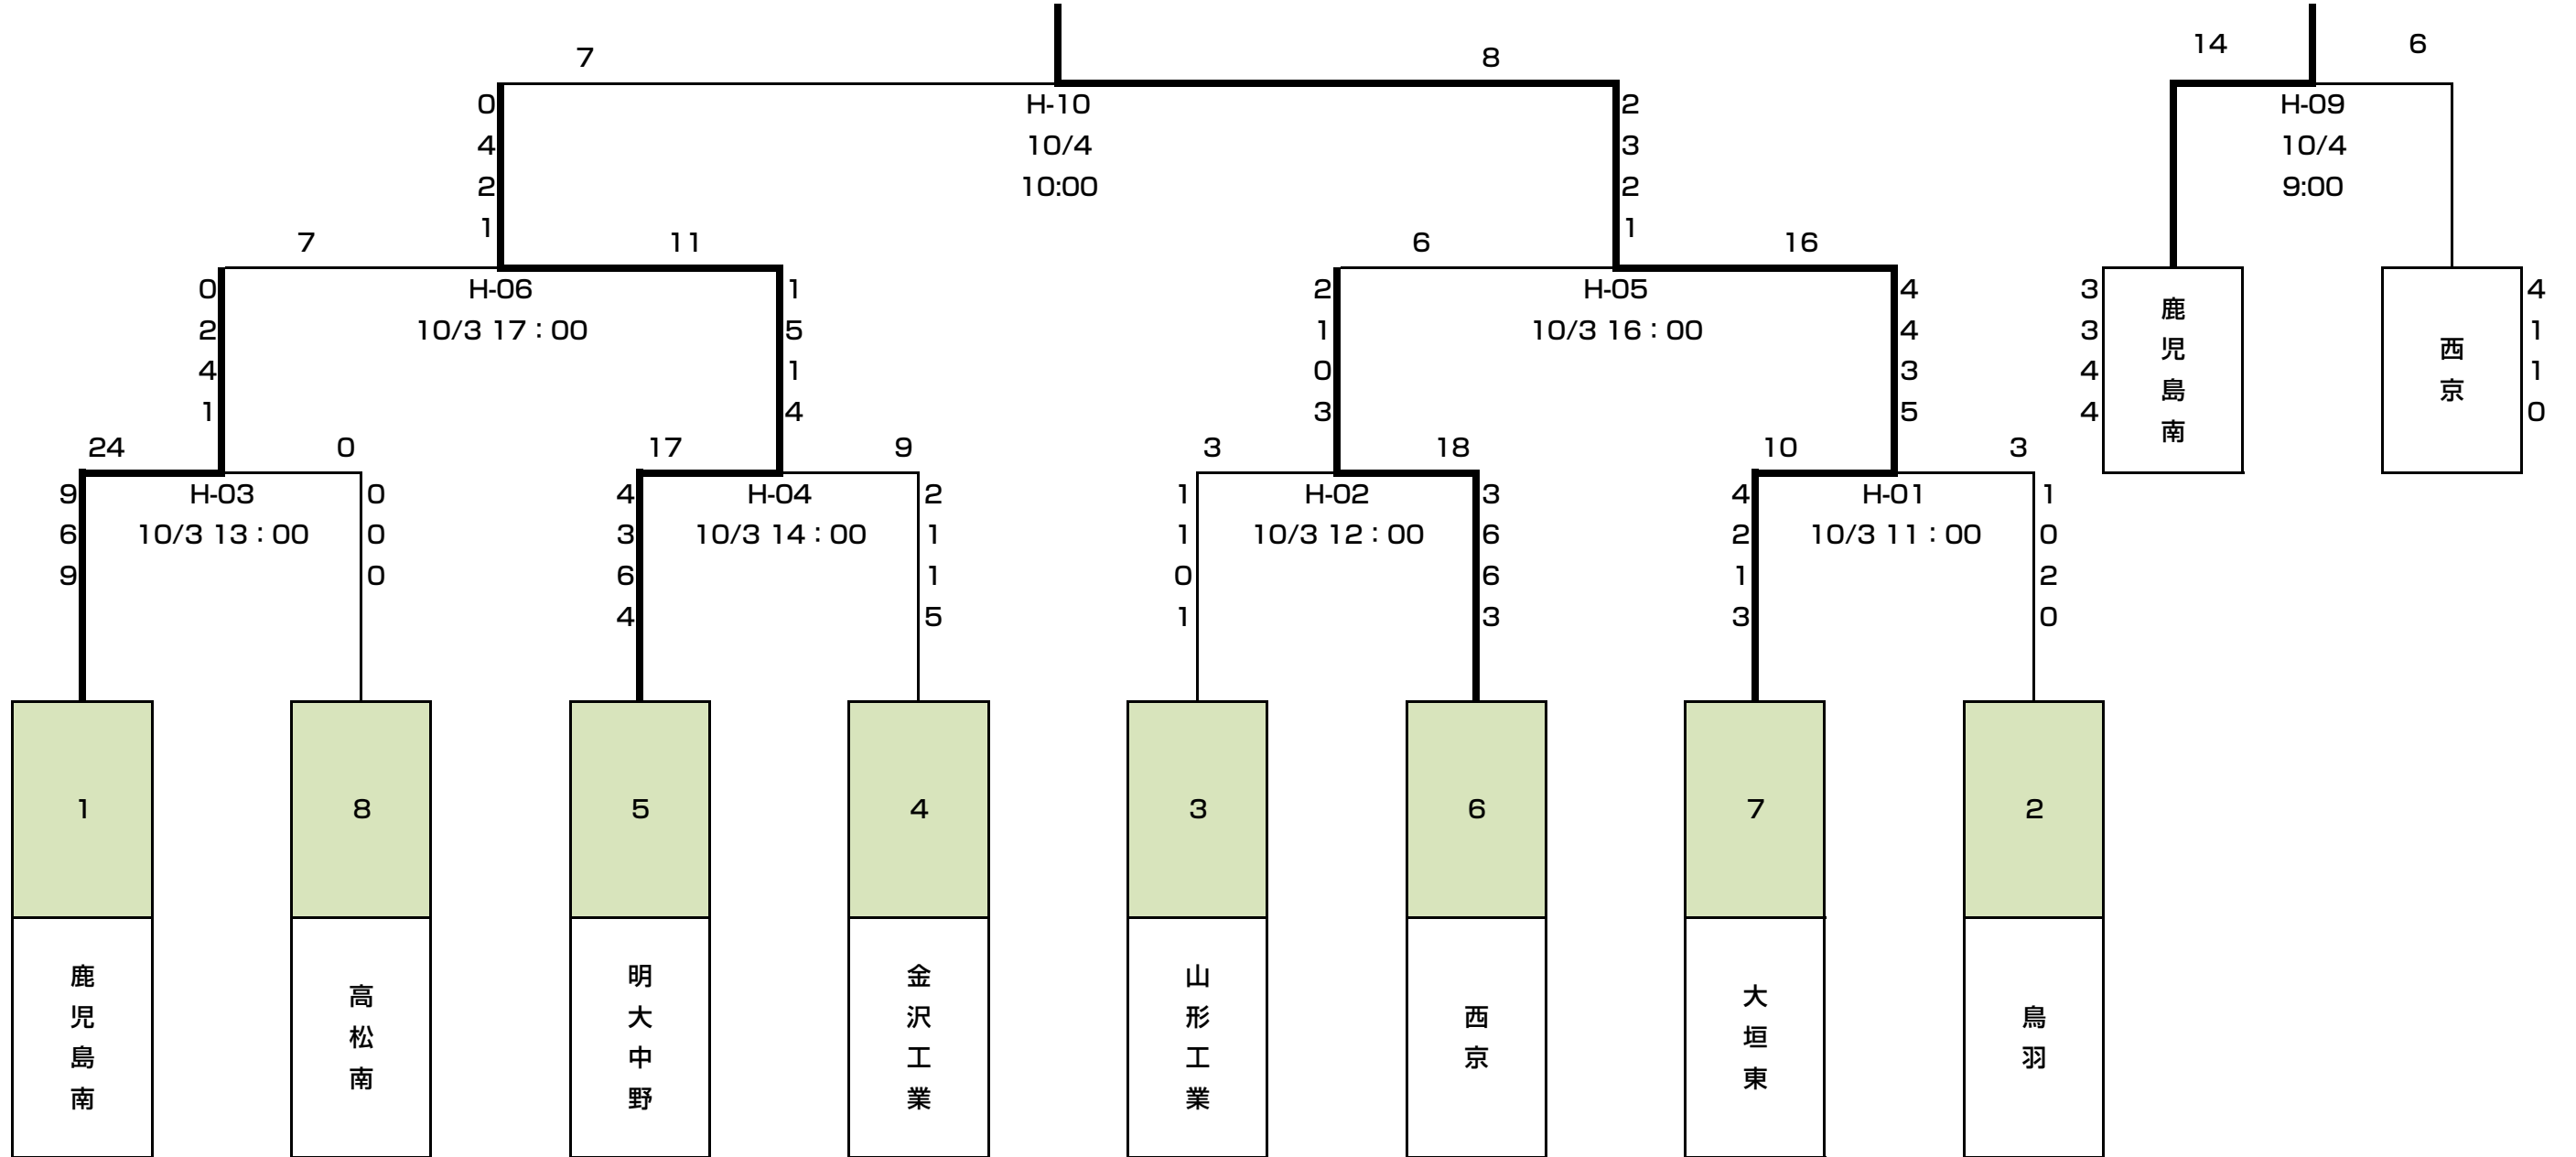 7 8 14 6
0 H-10 2 H-09
4 10/4 3 10/4
2 10:00 2 9:00
1 1
7 11 6 16
0 H-06 1 2 H-05 4 3 4
2 10/3 17：00 5 1 10/3 16：00 4 3 1
4 1 0 3 4 1
1 4 3 5 4 0
鹿児島南
西京
24 0 17 9 3 18 10 3
9 H-03 0 4 H-04 2 1 H-02 3 4 H-01 1
6 10/3 13：00 0 3 10/3 14：00 1 1 10/3 12：00 6 2 10/3 11：00 0
9 0 6 1 0 6 1 2
4 5 1 3 3 0
1 8 5 4 3 6 7 2
鹿児島南
高松南
明大中野
金沢工業
山形工業
西京
大垣東
鳥羽